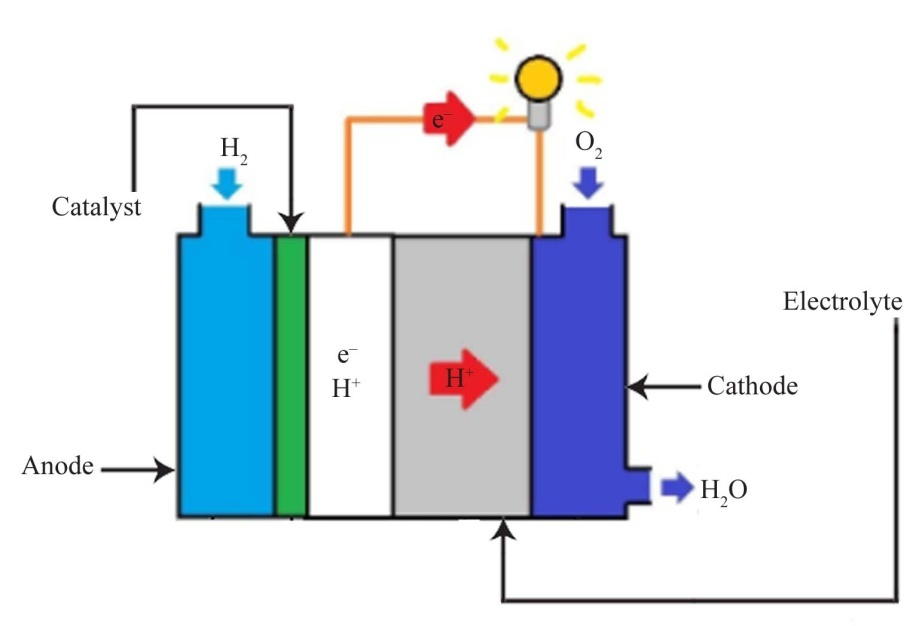 e⁻
H₂
O₂
Catalyst
Electrolyte
e⁻
H⁺
H⁺
Cathode
Anode
H₂O